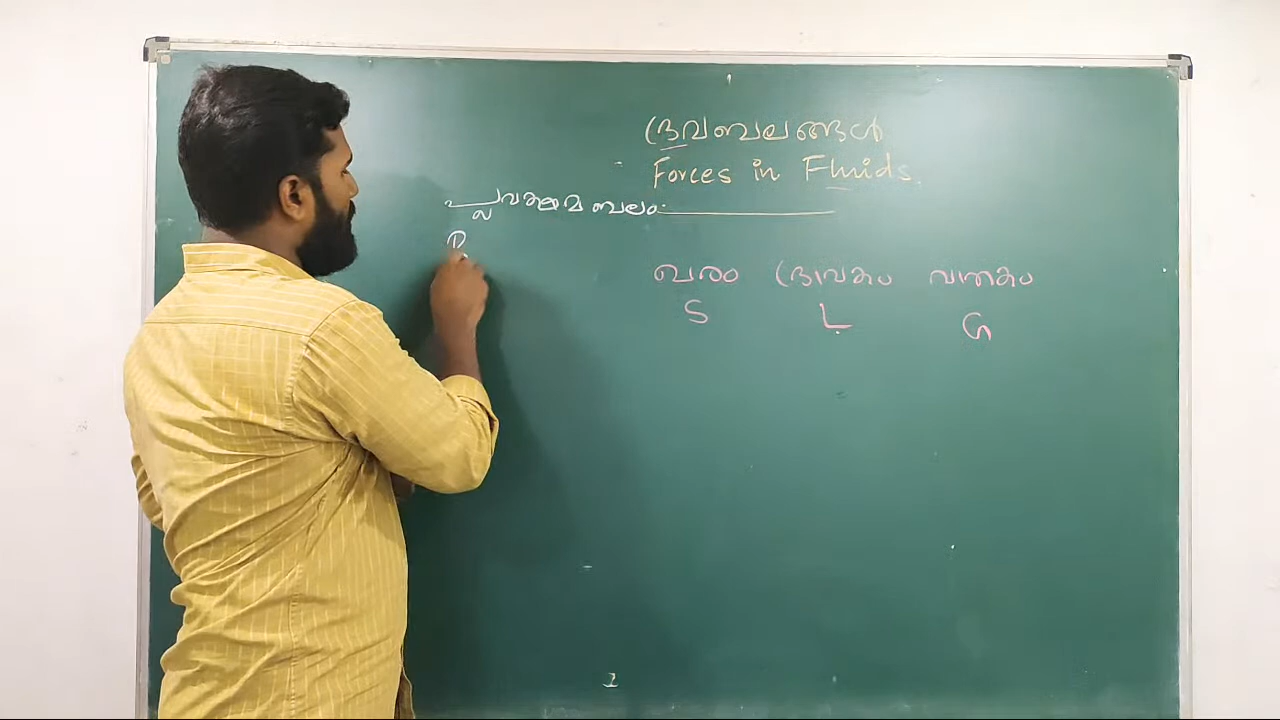 ദ്രവബലങ്ങൾ
Forces in Fluids.
പ്ലവക്ഷമബലം
B
ഖരം ദ്രാവകം വാതകം
S L G